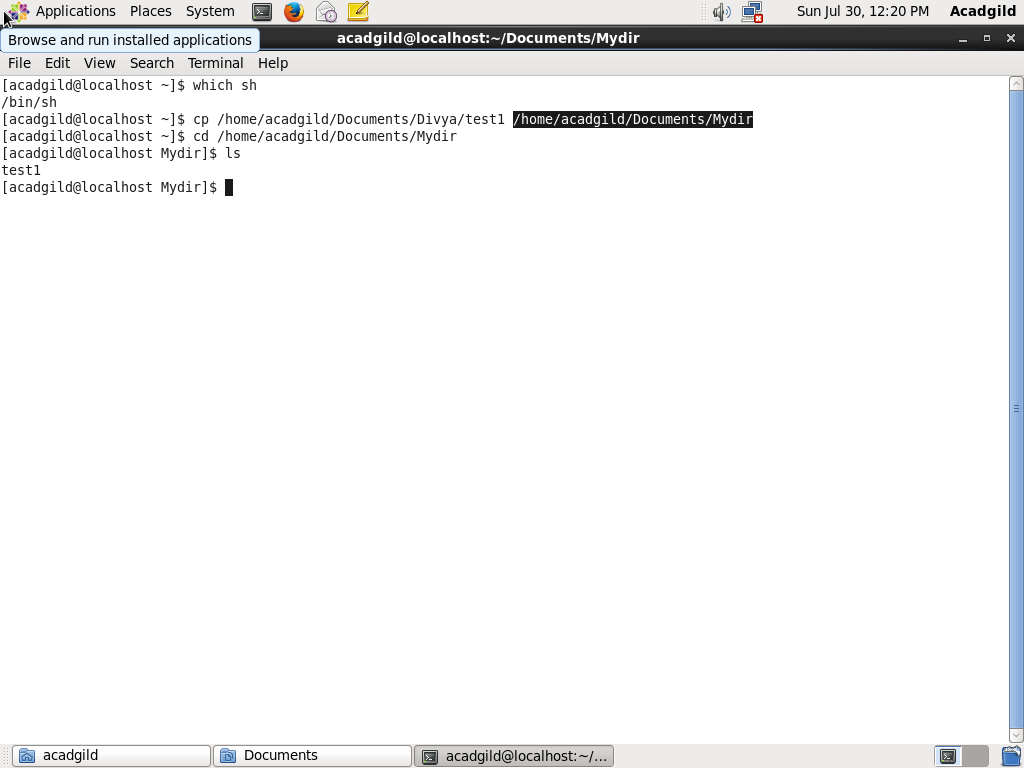 Applications Places System Sun Jul 30, 12:20 PM Acadgild
Browse and run installed applications
acadgild@localhost:~/Documents/Mydir
File Edit View Search Terminal Help
[acadgild@localhost ~]$ which sh
/bin/sh
[acadgild@localhost ~]$ cp /home/acadgild/Documents/Divya/test1 /home/acadgild/Documents/Mydir
[acadgild@localhost ~]$ cd /home/acadgild/Documents/Mydir
[acadgild@localhost Mydir]$ ls
test1
[acadgild@localhost Mydir]$
acadgild Documents acadgild@localhost:~/...